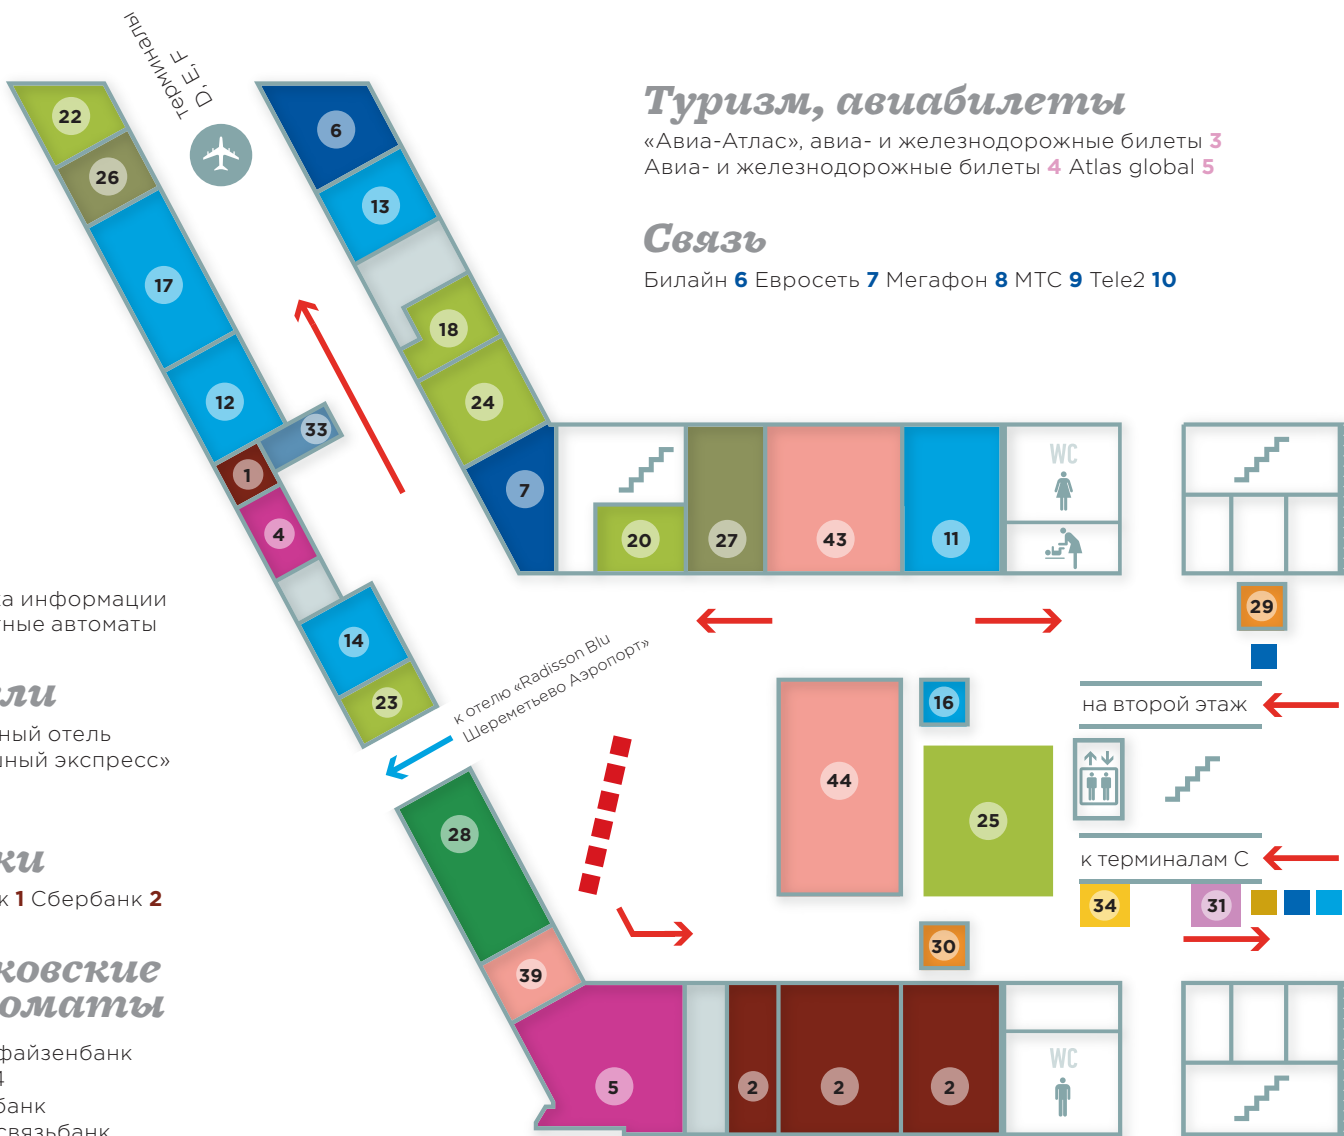 терминалы
D, E, F
Туризм, авиабилеты
«Авиа-Атлас», авиа- и железнодорожные билеты 3
Авиа- и железнодорожные билеты 4 Atlas global 5
Связь
Билайн 6 Евросеть 7 Мегафон 8 МТС 9 Tele2 10
22
6
26
13
17
18
12
24
33
1
7
4
20
27
43
11
WC
14
23
к отелю «Radisson Blu
Шереметьево Аэропорт»
29
16
на второй этаж
44
25
28
к терминалам С
34
31
30
39
5
2
2
2
WC
ка информации
тные автоматы
ли
ный отель
ный экспресс»
ки
к 1 Сбербанк 2
ковские
оматы
файзенбанк
4
банк
связьбанк